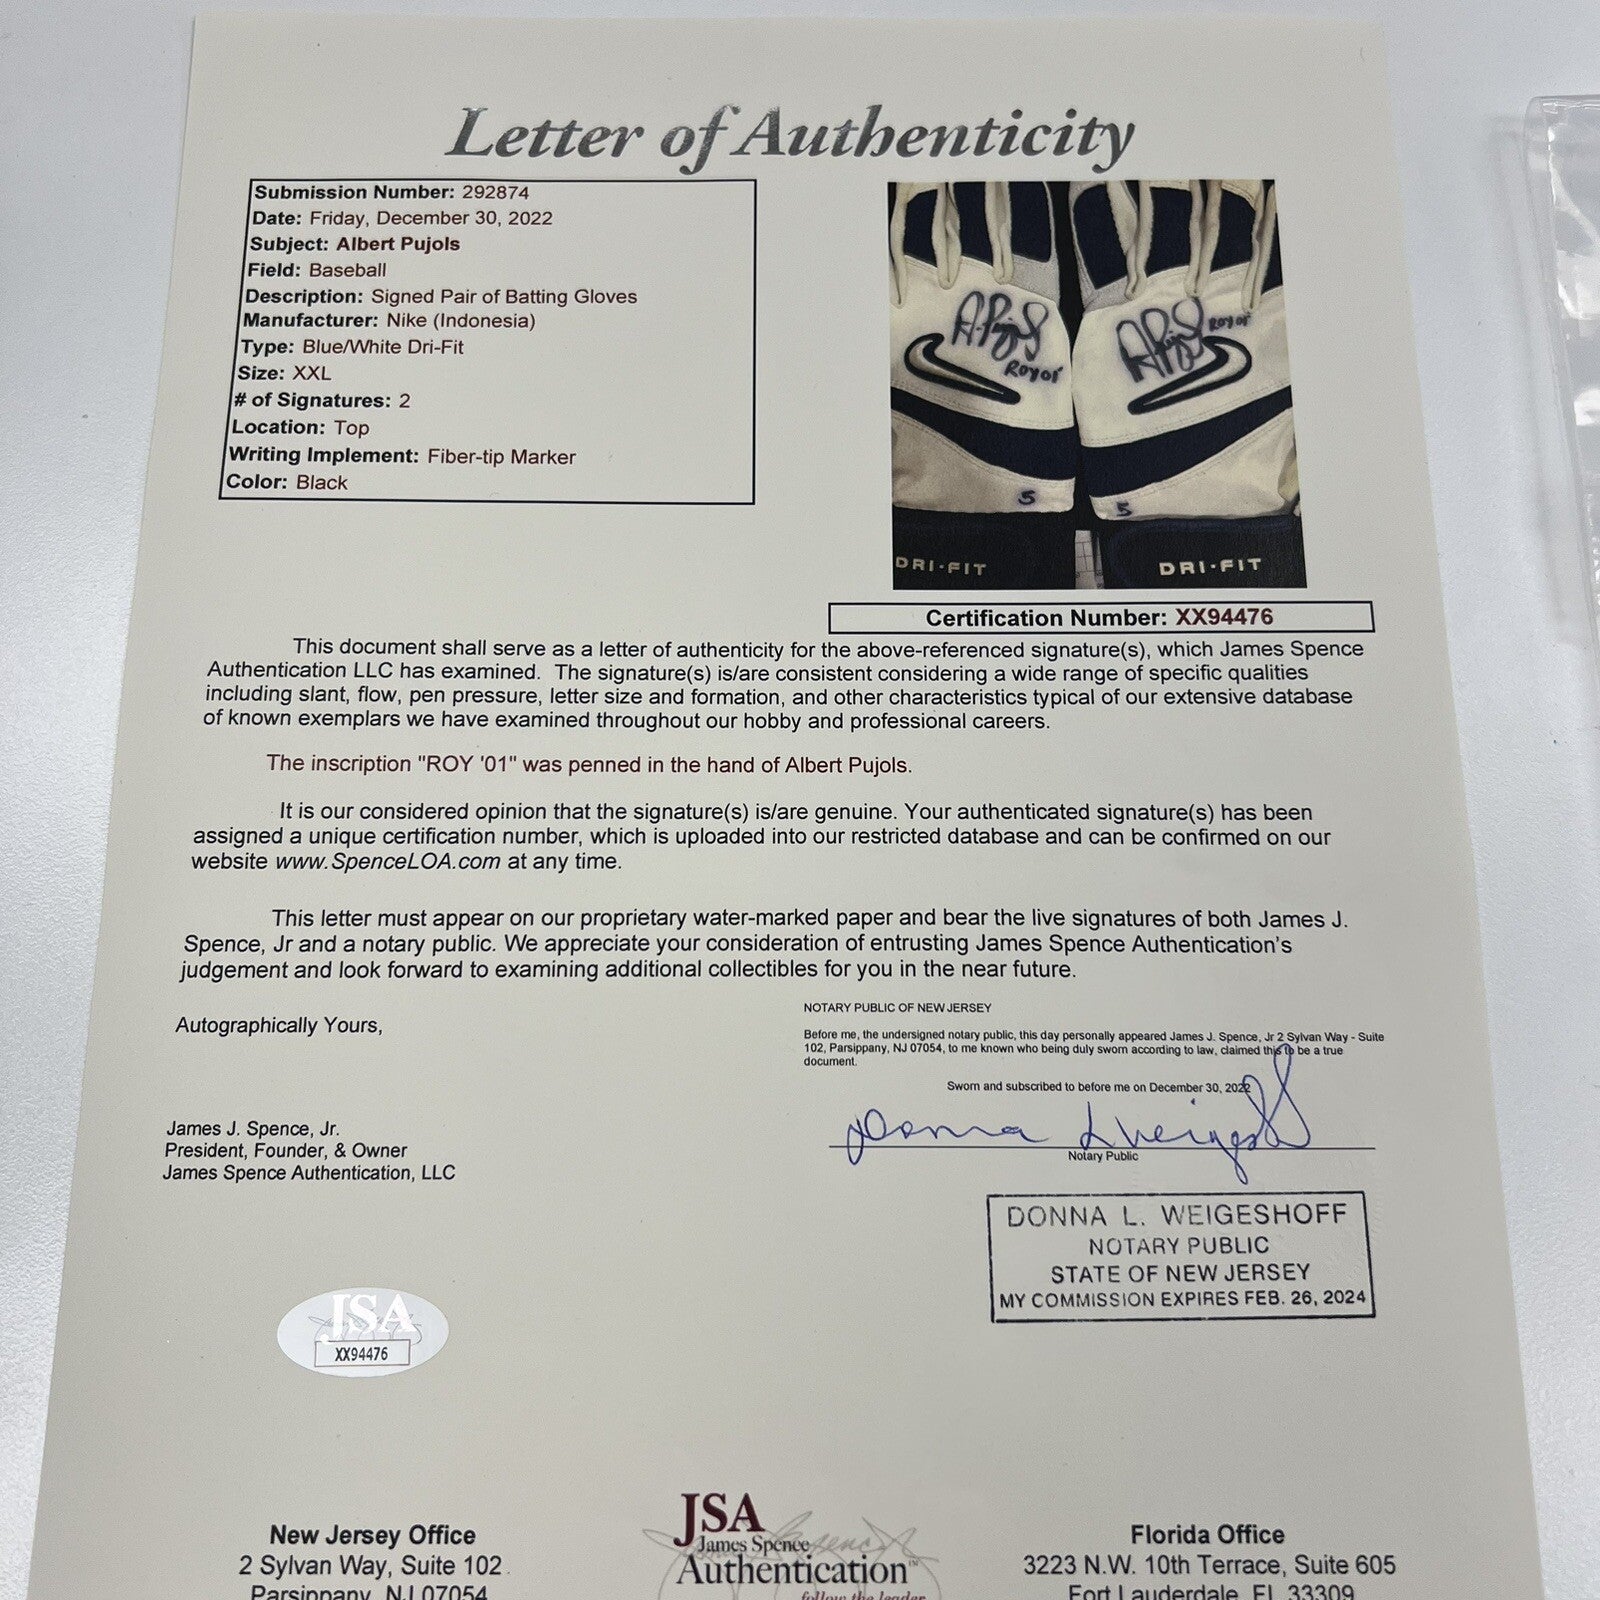 Letter of Authenticity
Submission Number: 292874
Date: Friday, December 30, 2022
Subject: Albert Pujols
Field: Baseball
Description: Signed Pair of Batting Gloves
Manufacturer: Nike (Indonesia)
Type: Blue/White Dri-Fit
Size: XXL
# of Signatures: 2
Location: Top
Writing Implement: Fiber-tip Marker
Color: Black
ROY 01
ROY 01
5
5
DRI-FIT
DRI-FIT
Certification Number: XX94476
This document shall serve as a letter of authenticity for the above-referenced signature(s), which James Spence
Authentication LLC has examined. The signature(s) is/are consistent considering a wide range of specific qualities
including slant, flow, pen pressure, letter size and formation, and other characteristics typical of our extensive database
of known exemplars we have examined throughout our hobby and professional careers.
The inscription "ROY '01" was penned in the hand of Albert Pujols.
It is our considered opinion that the signature(s) is/are genuine. Your authenticated signature(s) has been
assigned a unique certification number, which is uploaded into our restricted database and can be confirmed on our
website www.SpenceLOA.com at any time.
This letter must appear on our proprietary water-marked paper and bear the live signatures of both James J.
Spence, Jr and a notary public. We appreciate your consideration of entrusting James Spence Authentication's
judgement and look forward to examining additional collectibles for you in the near future.
Autographically Yours,
James J. Spence, Jr.
President, Founder, & Owner
James Spence Authentication, LLC
NOTARY PUBLIC OF NEW JERSEY
Before me, the undersigned notary public, this day personally appeared James J. Spence, Jr 2 Sylvan Way - Suite
102, Parsippany, NJ 07054, to me known who being duly sworn according to law, claimed this to be a true
document.
Sworn and subscribed to before me on December 30, 2022
Donna L Weigeshoff
Notary Public
DONNA L. WEIGESHOFF
NOTARY PUBLIC
STATE OF NEW JERSEY
MY COMMISSION EXPIRES FEB. 26, 2024
JSA
XX94476
New Jersey Office
2 Sylvan Way, Suite 102
Parsippany, NJ 07054
JSA
James Spence
Authentication
follow the leader
Florida Office
3223 N.W. 10th Terrace, Suite 605
Fort Lauderdale, FL 33309